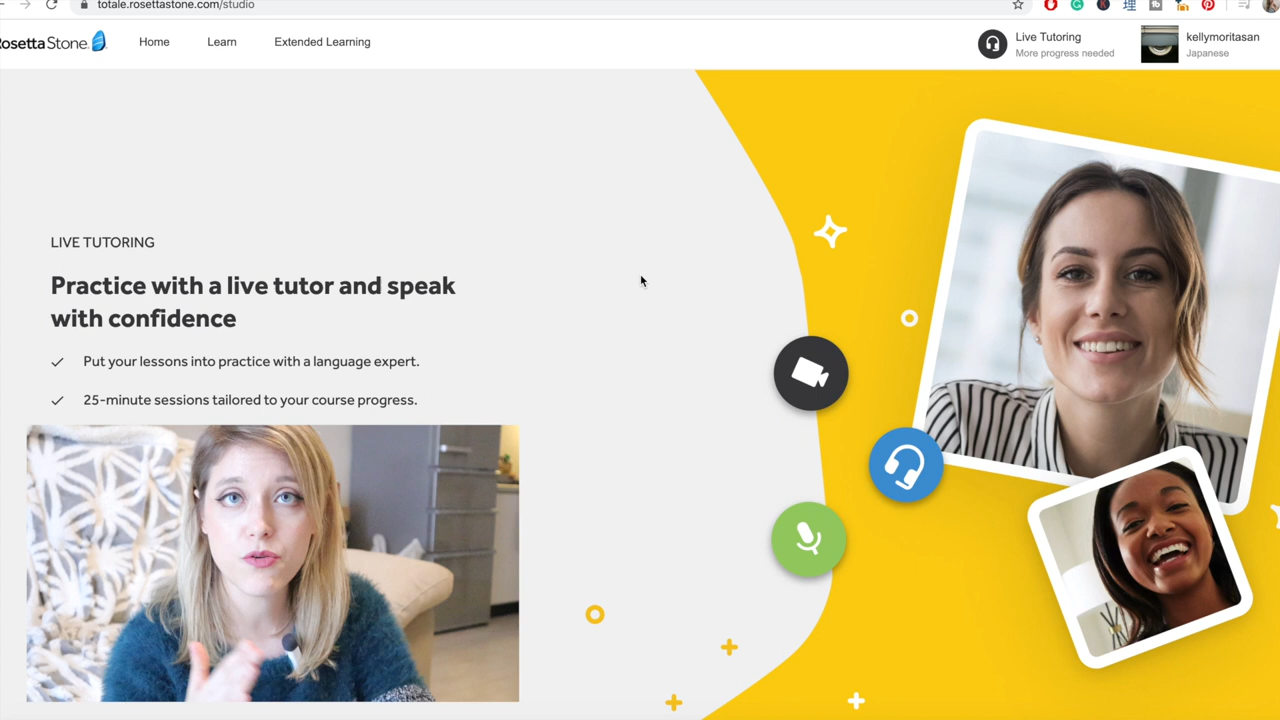 totale.rosettastone.com/studio
RosettaStone
Home
Learn
Extended Learning
Live Tutoring
More progress needed
kellymoritasan
Japanese
LIVE TUTORING
Practice with a live tutor and speak
with confidence
Put your lessons into practice with a language expert.
25-minute sessions tailored to your course progress.